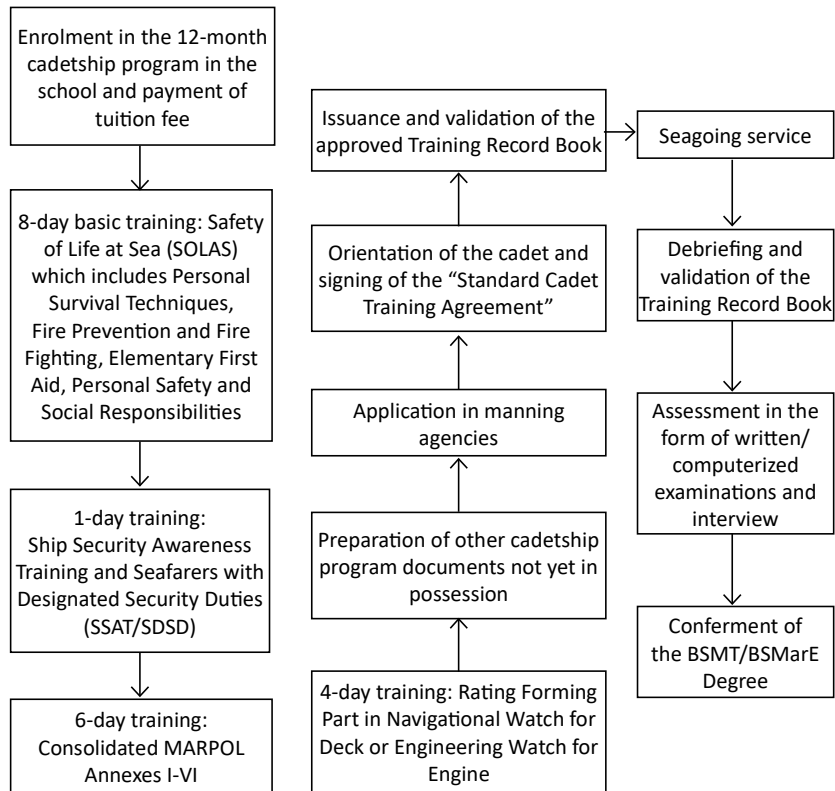 Enrolment in the 12-month
cadetship program in the
school and payment of
tuition fee
8-day basic training: Safety
of Life at Sea (SOLAS)
which includes Personal
Survival Techniques,
Fire Prevention and Fire
Fighting, Elementary First
Aid, Personal Safety and
Social Responsibilities
1-day training:
Ship Security Awareness
Training and Seafarers with
Designated Security Duties
(SSAT/SDSD)
6-day training:
Consolidated MARPOL
Annexes I-VI
4-day training: Rating Forming
Part in Navigational Watch for
Deck or Engineering Watch for
Engine
Preparation of other cadetship
program documents not yet in
possession
Application in manning
agencies
Orientation of the cadet and
signing of the “Standard Cadet
Training Agreement”
Issuance and validation of the
approved Training Record Book
Seagoing service
Debriefing and
validation of the
Training Record Book
Assessment in the
form of written/
computerized
examinations and
interview
Conferment of
the BSMT/BSMarE
Degree